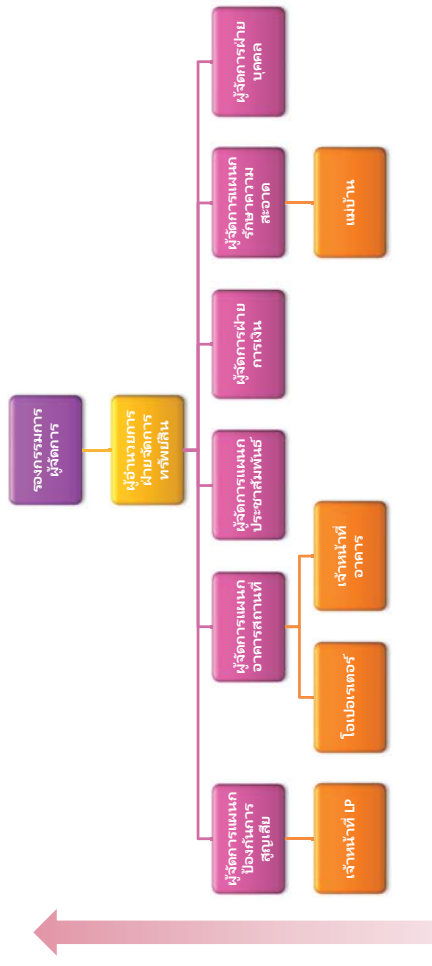 รองกรรมการ
ผู้จัดการ
ผู้อำนวยการ
ฝ่ายจัดการ
ทรัพย์สิน
ผู้จัดการแผนก
ป้องกันการ
สูญเสีย
ผู้จัดการแผนก
อาคารสถานที่
ผู้จัดการแผนก
ประชาสัมพันธ์
ผู้จัดการฝ่าย
การเงิน
ผู้จัดการแผนก
รักษาความ
สะอาด
ผู้จัดการฝ่าย
บุคคล
เจ้าหน้าที่ LP
โอเปอเรเตอร์
เจ้าหน้าที่
อาคาร
แม่บ้าน